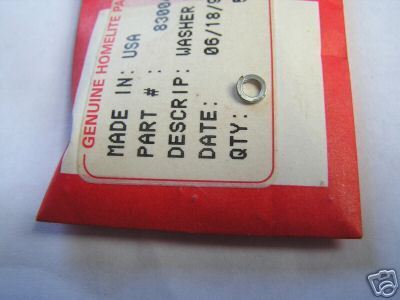 GENUINE HOMELITE PA
MADE IN: USA
PART #: 8300
DESCRIP: WASHER
DATE: 06/18/9
QTY: